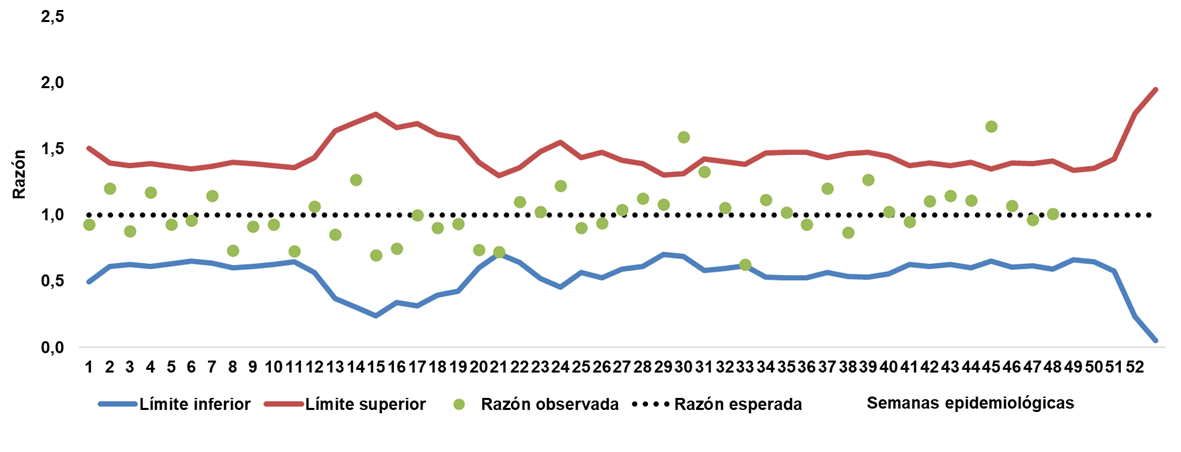 2,5
2,0
1,5
1,0
0,5
0,0
Razón
1 2 3 4 5 6 7 8 9 10 11 12 13 14 15 16 17 18 19 20 21 22 23 24 25 26 27 28 29 30 31 32 33 34 35 36 37 38 39 40 41 42 43 44 45 46 47 48 49 50 51 52
Límite inferior Límite superior Razón observada Razón esperada Semanas epidemiológicas